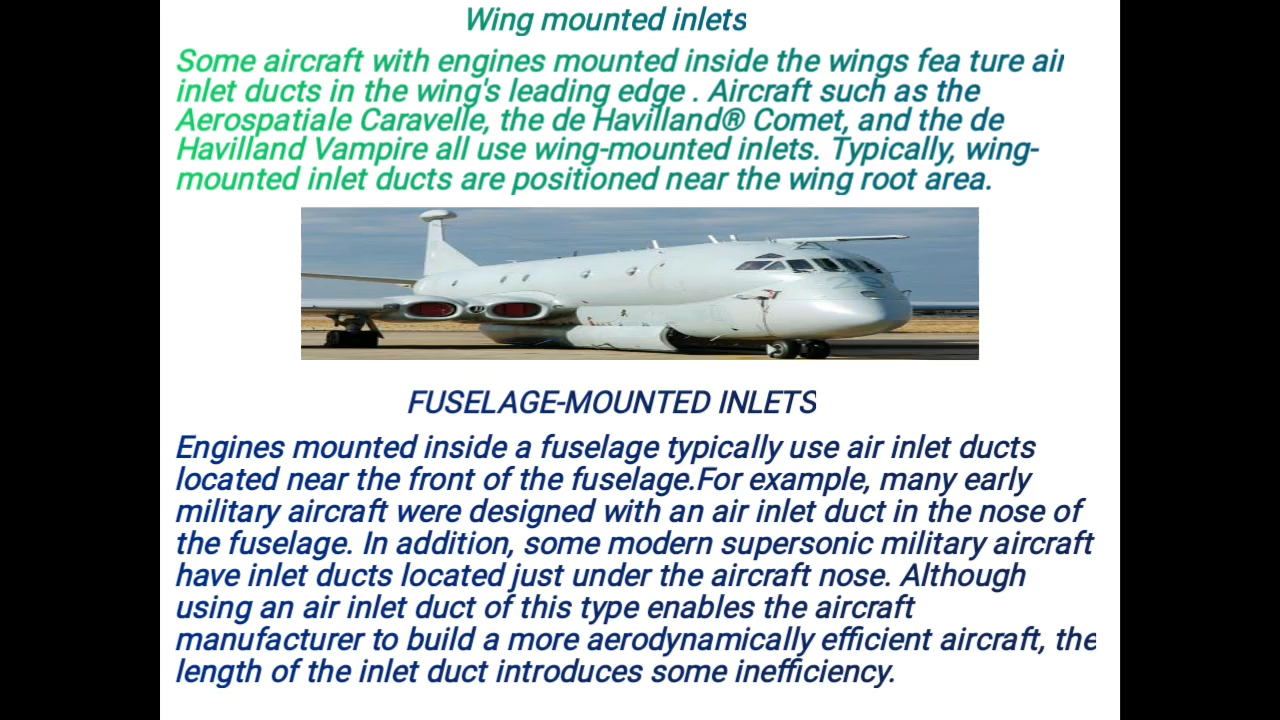 Wing mounted inlets
Some aircraft with engines mounted inside the wings fea ture air
inlet ducts in the wing's leading edge . Aircraft such as the
Aerospatiale Caravelle, the de Havilland® Comet, and the de
Havilland Vampire all use wing-mounted inlets. Typically, wing-
mounted inlet ducts are positioned near the wing root area.
FUSELAGE-MOUNTED INLETS
Engines mounted inside a fuselage typically use air inlet ducts
located near the front of the fuselage.For example, many early
military aircraft were designed with an air inlet duct in the nose of
the fuselage. In addition, some modern supersonic military aircraft
have inlet ducts located just under the aircraft nose. Although
using an air inlet duct of this type enables the aircraft
manufacturer to build a more aerodynamically efficient aircraft, the
length of the inlet duct introduces some inefficiency.